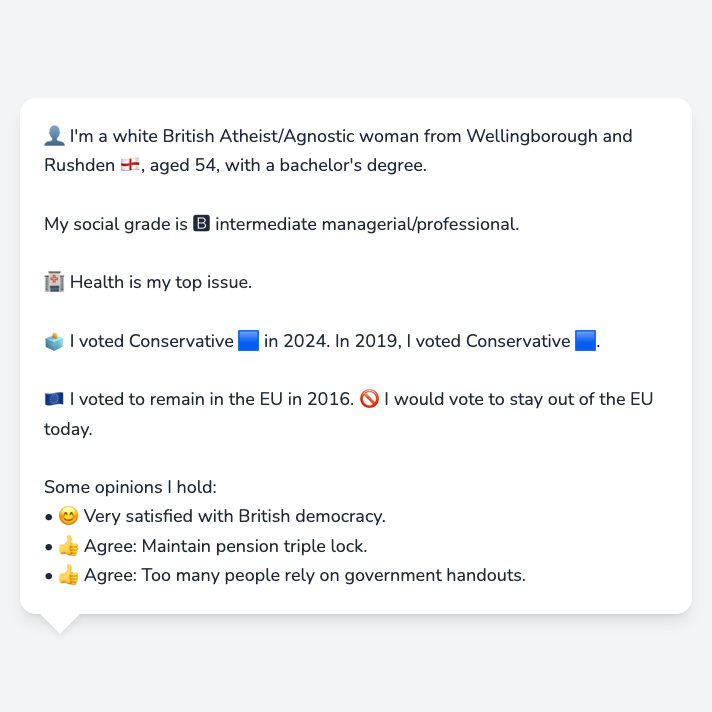 👤 I'm a white British Atheist/Agnostic woman from Wellingborough and
Rushden 🏴󠁧󠁢󠁥󠁮󠁧󠁿, aged 54, with a bachelor's degree.
My social grade is 🅱 intermediate managerial/professional.
🏥 Health is my top issue.
🗳️ I voted Conservative 🟦 in 2024. In 2019, I voted Conservative 🟦.
🇪🇺 I voted to remain in the EU in 2016. 🚫 I would vote to stay out of the EU
today.
Some opinions I hold:
• 😊 Very satisfied with British democracy.
• 👍 Agree: Maintain pension triple lock.
• 👍 Agree: Too many people rely on government handouts.